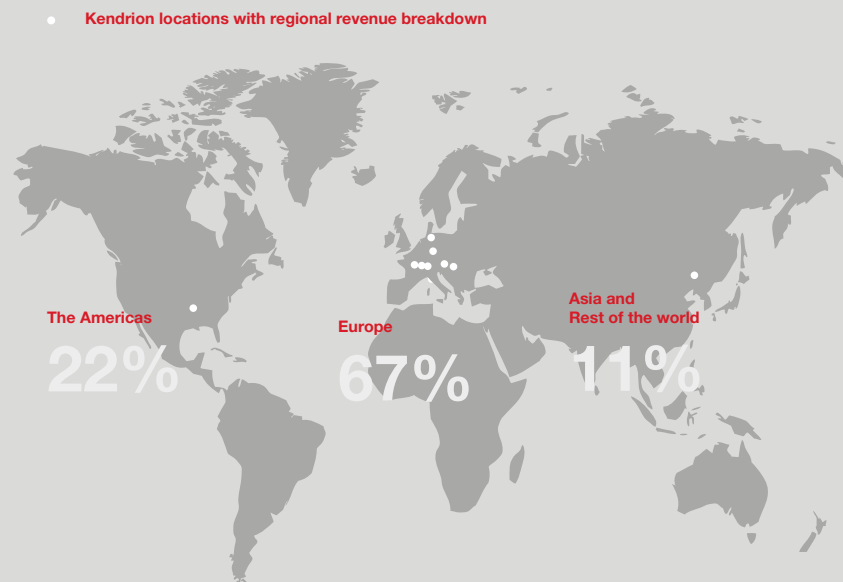 Kendrion locations with regional revenue breakdown
The Americas
22%
Europe
67%
Asia and
Rest of the world
11%